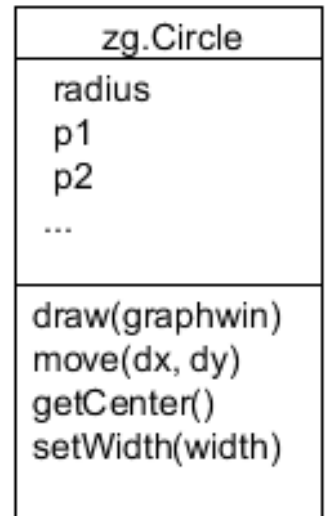 zg.Circle
radius
p1
p2
...
draw(graphwin)
move(dx, dy)
getCenter()
setWidth(width)